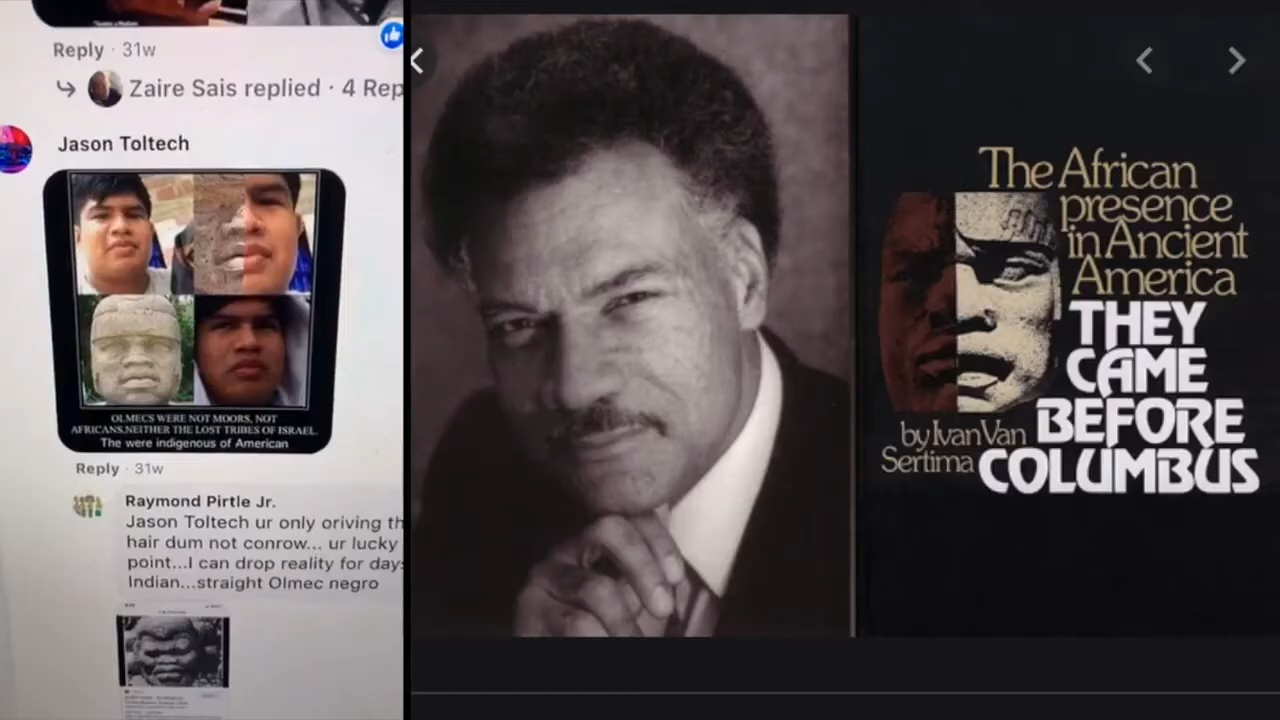 Reply · 31w
Zaire Sais replied · 4 Rep
Jason Toltech
OLMECS WERE NOT MOORS, NOT
AFRICANS.NEITHER THE LOST TRIBES OF ISRAEL.
The were indigenous of American
Reply · 31w
Raymond Pirtle Jr.
Jason Toltech ur only oriving th
hair dum not conrow... ur lucky
point...I can drop reality for days
Indian...straight Olmec negro
The African
presence
in Ancient
America
THEY
CAME
BEFORE
COLUMBUS
by Ivan Van
Sertima